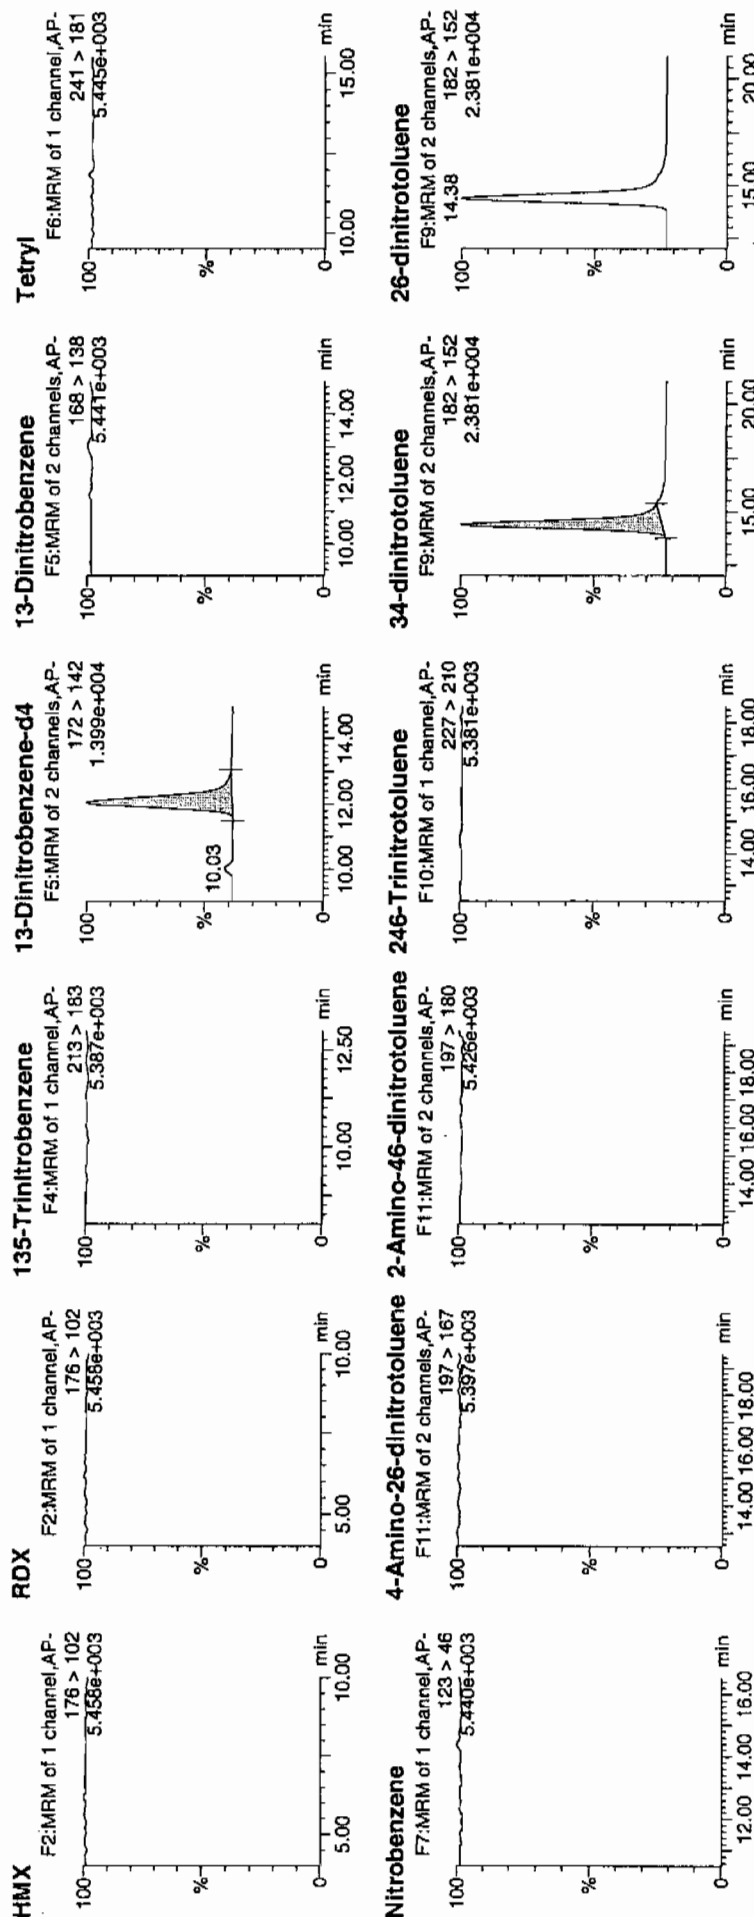 HMX
F2:MRM of 1 channel,AP-
176 > 102
5.458e+003
100
%
0
5.00
10.00
min
RDX
F2:MRM of 1 channel,AP-
176 > 102
5.458e+003
100
%
0
5.00
10.00
min
135-Trinitrobenzene
F4:MRM of 1 channel,AP-
213 > 183
5.387e+003
100
%
0
10.00
12.50
min
13-Dinitrobenzene-d4
F5:MRM of 2 channels,AP-
172 > 142
1.399e+004
100
%
10.03
0
10.00
12.00
14.00
min
13-Dinitrobenzene
F5:MRM of 2 channels,AP-
168 > 138
5.441e+003
100
%
0
10.00
12.00
14.00
min
Tetryl
F6:MRM of 1 channel,AP-
241 > 181
5.445e+003
100
%
0
10.00
15.00
min
Nitrobenzene
F7:MRM of 1 channel,AP-
123 > 46
5.440e+003
100
%
0
12.00
14.00
16.00
min
4-Amino-26-dinitrotoluene
F11:MRM of 2 channels,AP-
197 > 167
5.397e+003
100
%
0
14.00
16.00
18.00
min
2-Amino-46-dinitrotoluene
F11:MRM of 2 channels,AP-
197 > 180
5.426e+003
100
%
0
14.00
16.00
18.00
min
246-Trinitrotoluene
F10:MRM of 1 channel,AP-
227 > 210
5.381e+003
100
%
0
14.00
16.00
18.00
min
34-dinitrotoluene
F9:MRM of 2 channels,AP-
182 > 152
2.381e+004
100
%
0
15.00
20.00
min
26-dinitrotoluene
F9:MRM of 2 channels,AP-
182 > 152
2.381e+004
14.38
100
%
0
15.00
20.00
min